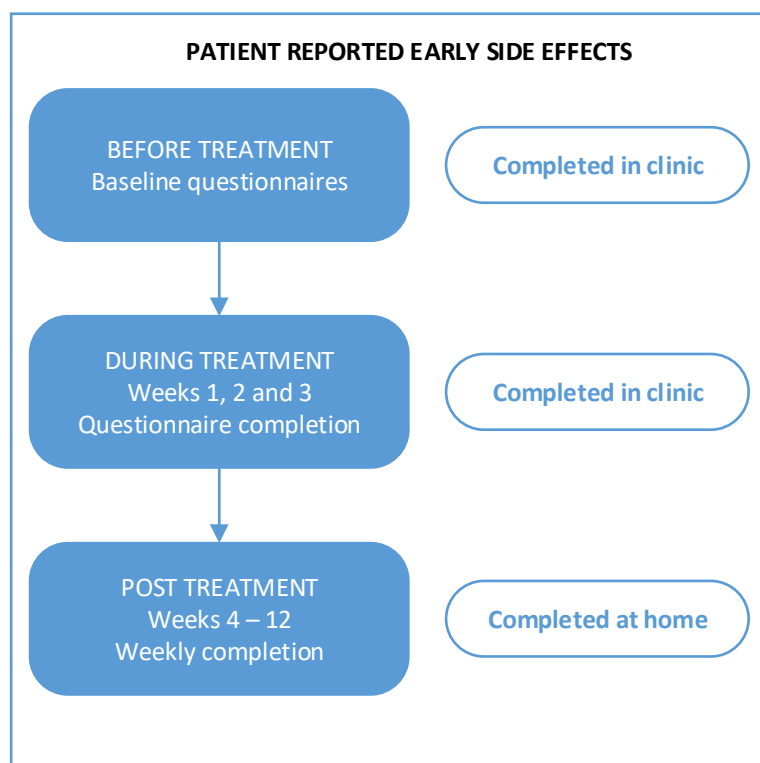 PATIENT REPORTED EARLY SIDE EFFECTS
BEFORE TREATMENT
Baseline questionnaires
Completed in clinic
DURING TREATMENT
Weeks 1, 2 and 3
Questionnaire completion
Completed in clinic
POST TREATMENT
Weeks 4 – 12
Weekly completion
Completed at home